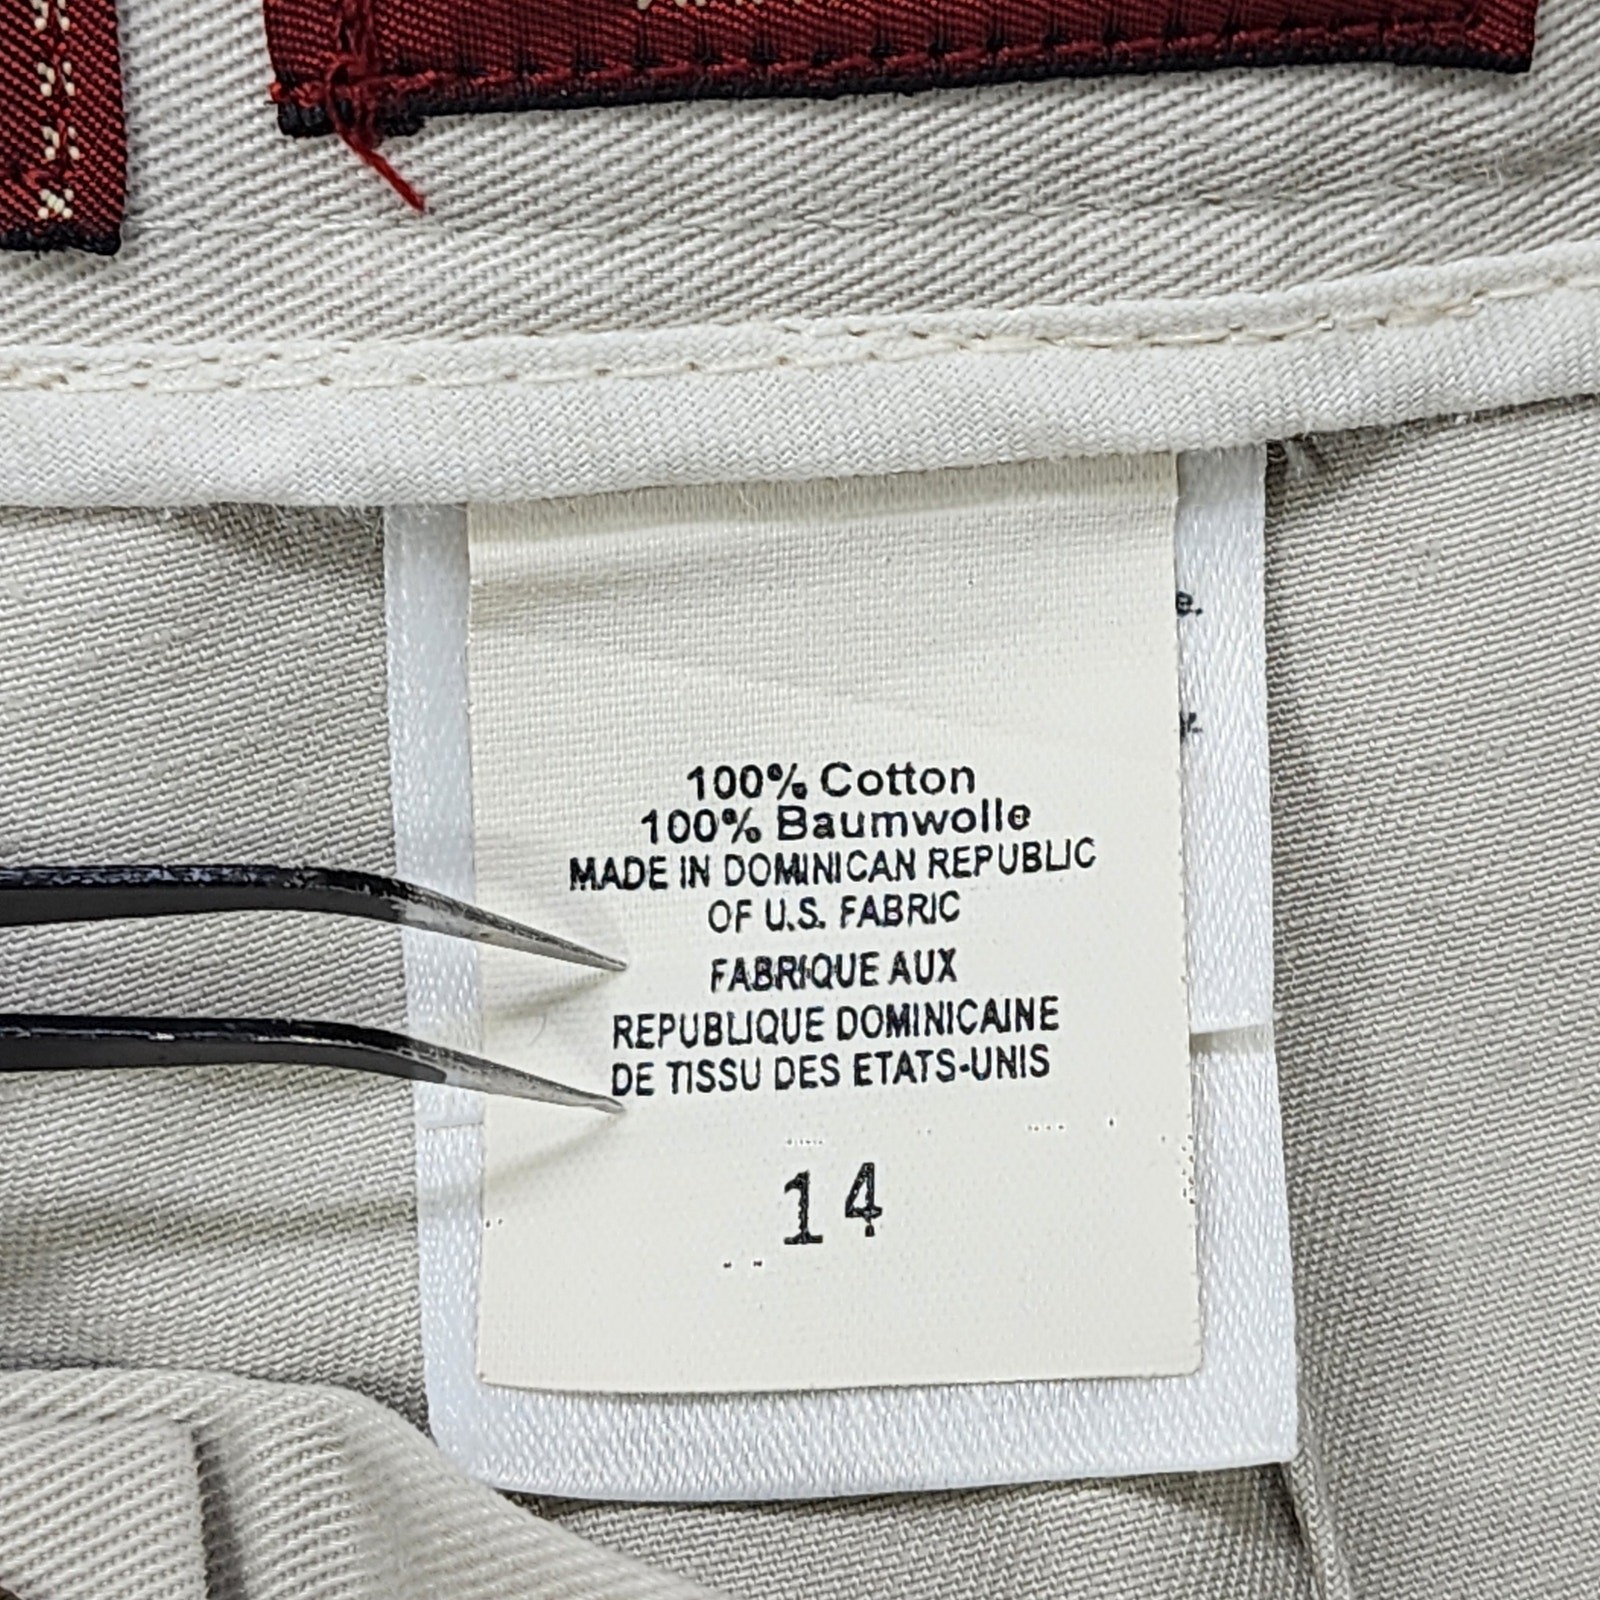 100% Cotton
100% Baumwolle
MADE IN DOMINICAN REPUBLIC
OF U.S. FABRIC
FABRIQUE AUX
REPUBLIQUE DOMINICAINE
DE TISSU DES ETATS-UNIS
14